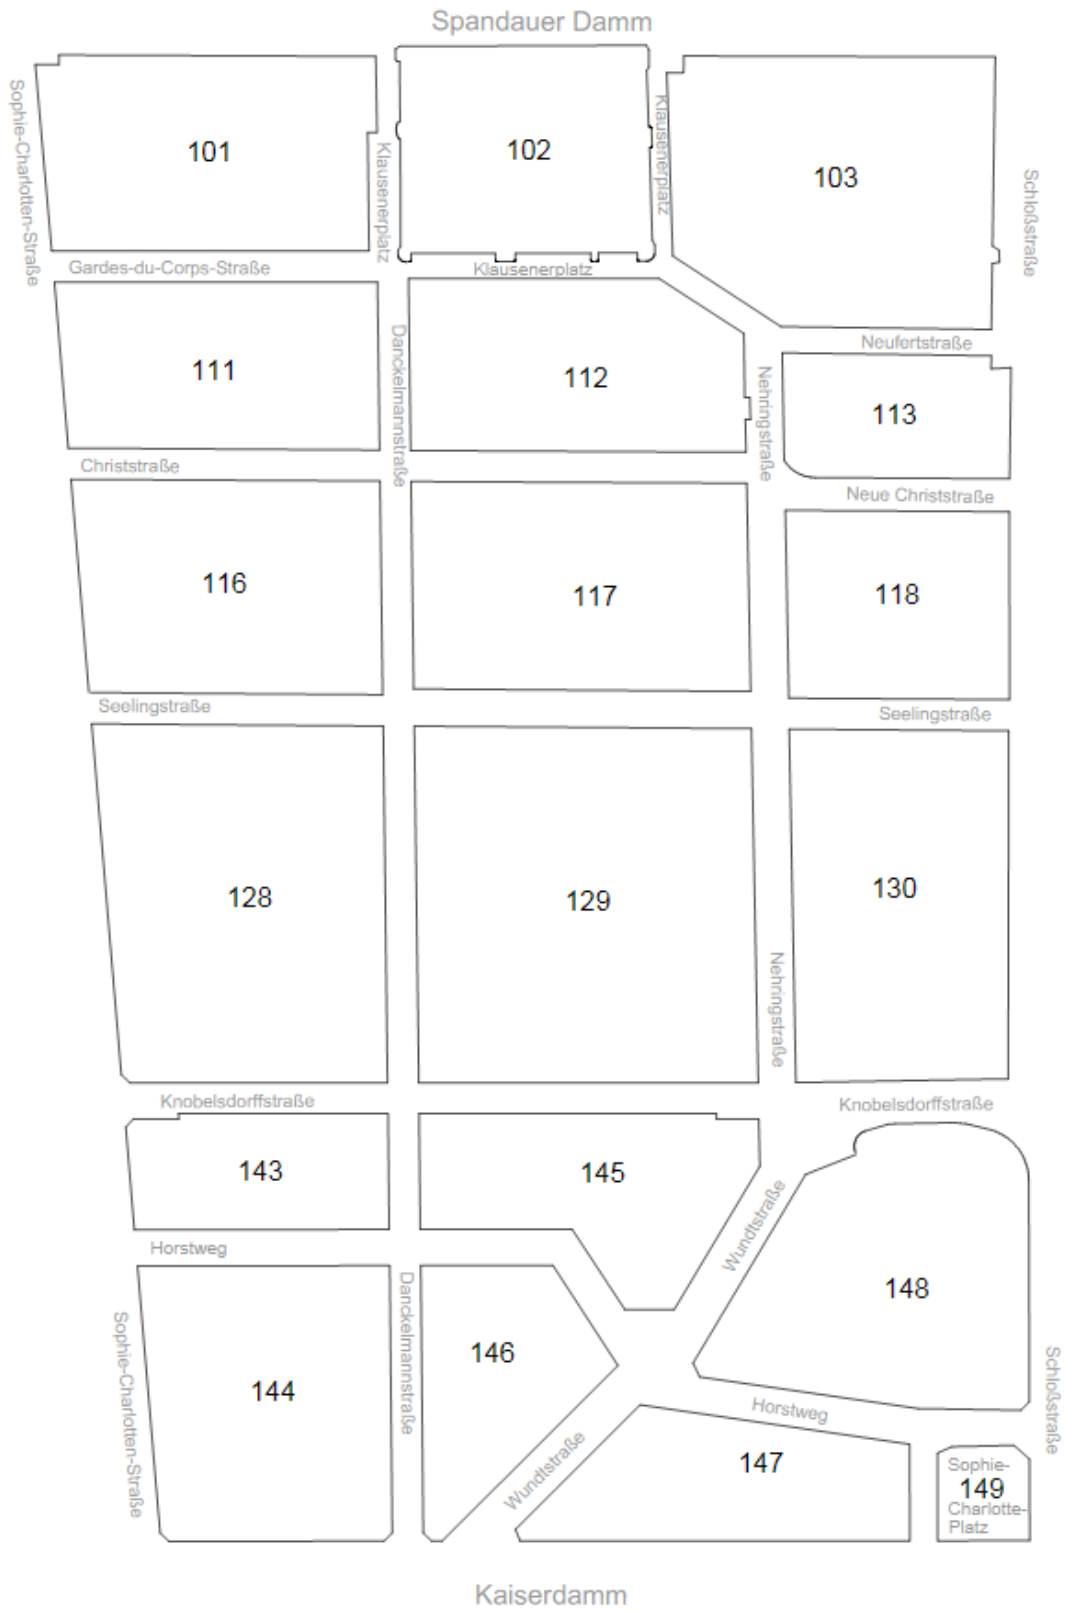 Spandauer Damm
Sophie-Charlotten-Straße
101
Klausenerplatz
102
Klausenerplatz
103
Schloßstraße
Gardes-du-Corps-Straße
Klausenerplatz
Neufertstraße
111
Danckelmannstraße
112
Nehringstraße
113
Christstraße
Neue Christstraße
116
117
118
Seelingstraße
Seelingstraße
128
129
130
Nehringstraße
Knobelsdorffstraße
Knobelsdorffstraße
143
145
Wundtstraße
Horstweg
148
Sophie-Charlotten-Straße
144
Danckelmannstraße
146
Horstweg
Schloßstraße
Wundtstraße
147
Sophie-
149
Charlotte-
Platz
Kaiserdamm